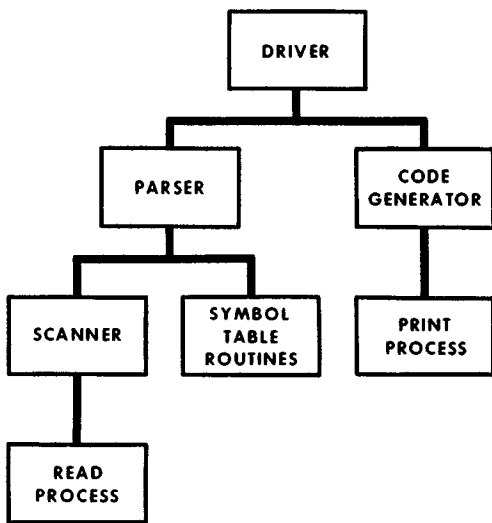 DRIVER
PARSER
CODE
GENERATOR
SCANNER
SYMBOL
TABLE
ROUTINES
PRINT
PROCESS
READ
PROCESS